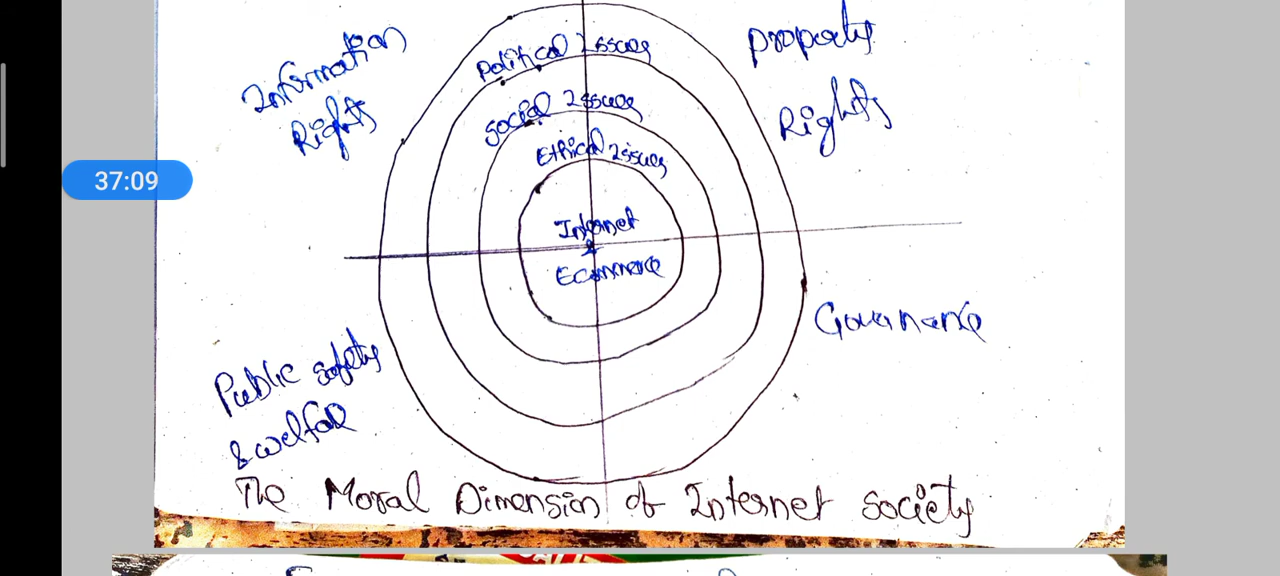 Information
Rights
Property
Rights
Political Issues
Social Issues
Ethical Issues
37:09
Internet
&
Ecommerce
Governance
Public safety
& welfare
The Moral Dimension of Internet Society